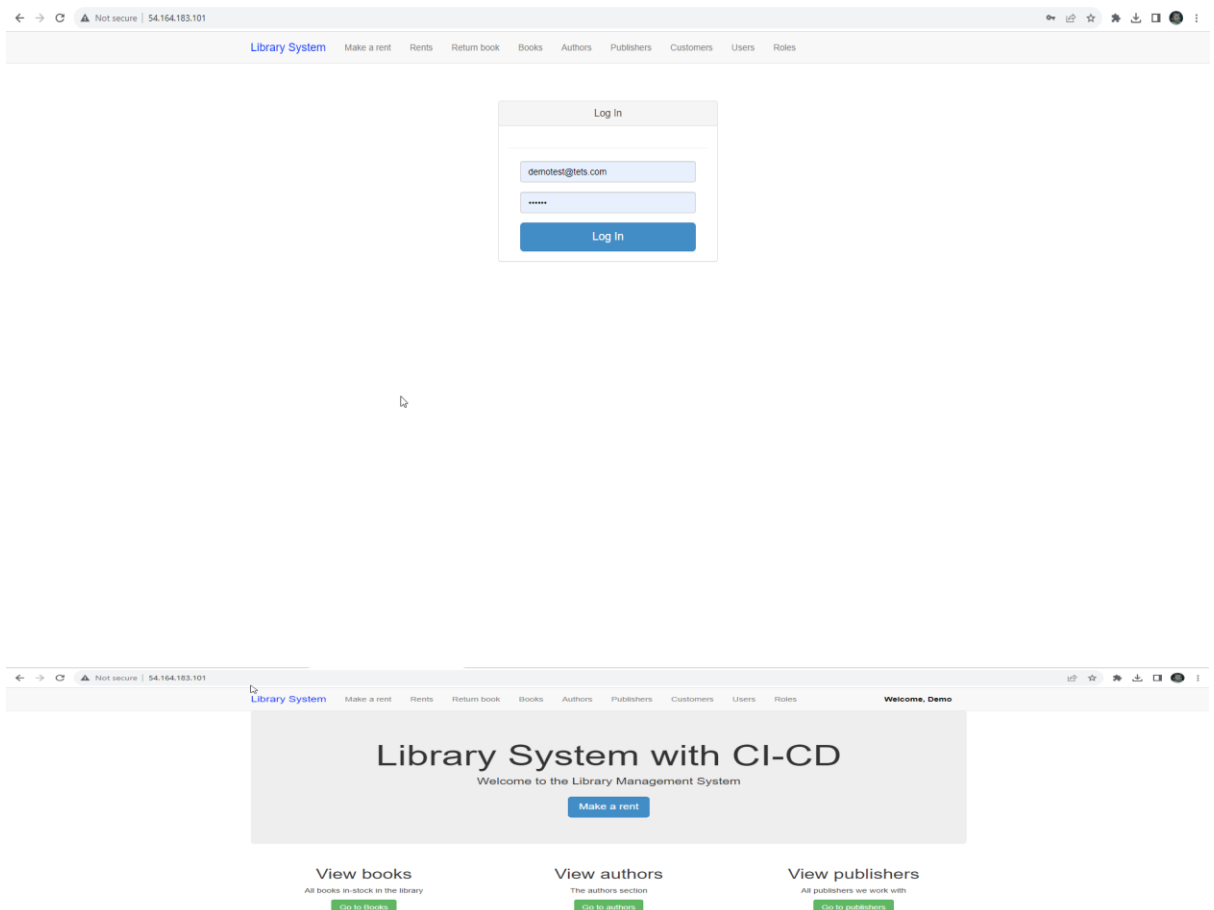 Not secure | 54.164.183.101
Library System Make a rent Rents Return book Books Authors Publishers Customers Users Roles
Log In
demotest@tets.com
••••••
Log In
Not secure | 54.164.183.101
Library System Make a rent Rents Return book Books Authors Publishers Customers Users Roles Welcome, Demo
Library System with CI-CD
Welcome to the Library Management System
Make a rent
View books View authors View publishers
All books in-stock in the library The authors section All publishers we work with
Go to Books Go to authors Go to publishers